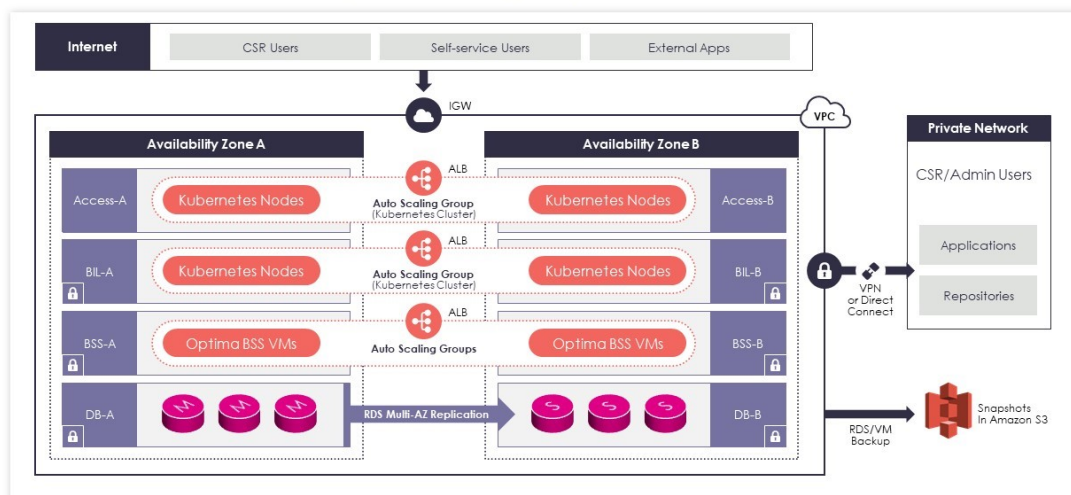 Internet
CSR Users
Self-service Users
External Apps
IGW
VPC
Availability Zone A
Availability Zone B
Private Network
CSR/Admin Users
Applications
Repositories
ALB
Access-A
Kubernetes Nodes
Auto Scaling Group
(Kubernetes Cluster)
Kubernetes Nodes
Access-B
ALB
BIL-A
Kubernetes Nodes
Auto Scaling Group
(Kubernetes Cluster)
Kubernetes Nodes
BIL-B
VPN
or Direct
Connect
ALB
BSS-A
Optima BSS VMs
Auto Scaling Groups
Optima BSS VMs
BSS-B
DB-A
M
M
M
RDS Multi-AZ Replication
S
S
S
DB-B
RDS/VM
Backup
Snapshots
In Amazon S3